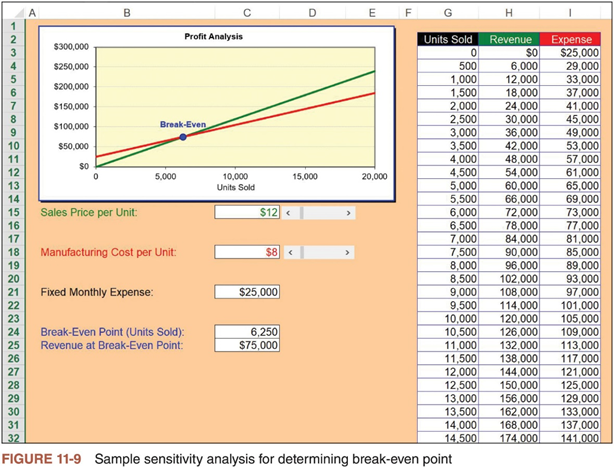 A B C D E F G H I
1
2 Units Sold Revenue Expense
3 0 $0 $25,000
4 500 6,000 29,000
5 1,000 12,000 33,000
6 1,500 18,000 37,000
7 2,000 24,000 41,000
8 2,500 30,000 45,000
9 3,000 36,000 49,000
10 3,500 42,000 53,000
11 4,000 48,000 57,000
12 4,500 54,000 61,000
13 5,000 60,000 65,000
14 5,500 66,000 69,000
Profit Analysis
$300,000
$250,000
$200,000
$150,000
$100,000
$50,000
$0
Break-Even
0 5,000 10,000 15,000 20,000
Units Sold
15 Sales Price per Unit: $12 < > 6,000 72,000 73,000
16 6,500 78,000 77,000
17 7,000 84,000 81,000
18 Manufacturing Cost per Unit: $8 < > 7,500 90,000 85,000
19 8,000 96,000 89,000
20 8,500 102,000 93,000
21 Fixed Monthly Expense: $25,000 9,000 108,000 97,000
22 9,500 114,000 101,000
23 10,000 120,000 105,000
24 Break-Even Point (Units Sold): 6,250 10,500 126,000 109,000
25 Revenue at Break-Even Point: $75,000 11,000 132,000 113,000
26 11,500 138,000 117,000
27 12,000 144,000 121,000
28 12,500 150,000 125,000
29 13,000 156,000 129,000
30 13,500 162,000 133,000
31 14,000 168,000 137,000
32 14,500 174,000 141,000
FIGURE 11-9 Sample sensitivity analysis for determining break-even point